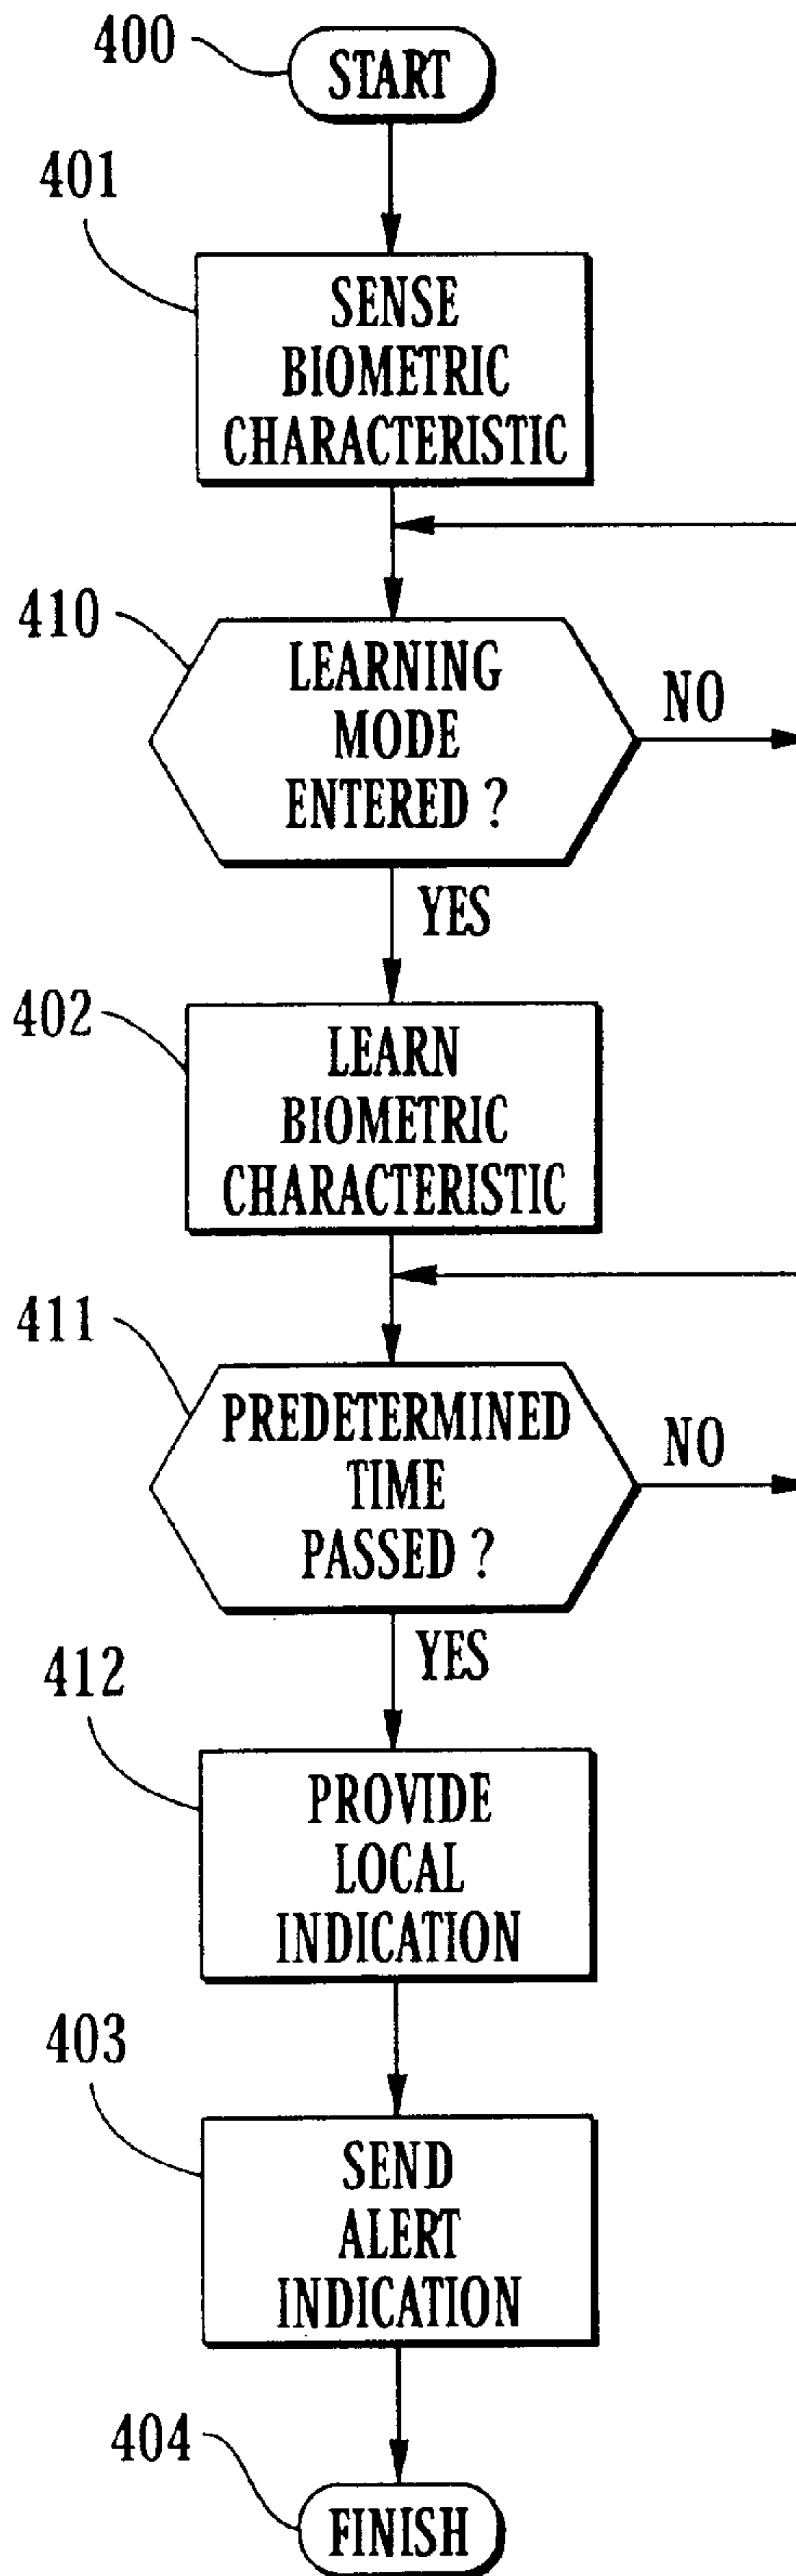 400
START
401
SENSE
BIOMETRIC
CHARACTERISTIC
410
LEARNING
MODE
ENTERED ?
NO
YES
402
LEARN
BIOMETRIC
CHARACTERISTIC
411
PREDETERMINED
TIME
PASSED ?
NO
YES
412
PROVIDE
LOCAL
INDICATION
403
SEND
ALERT
INDICATION
404
FINISH